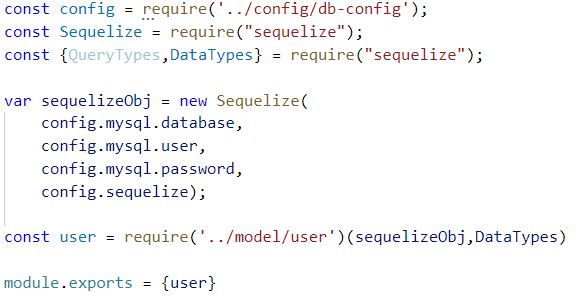 const config = require('../config/db-config');
const Sequelize = require("sequelize");
const {QueryTypes,DataTypes} = require("sequelize");
var sequelizeObj = new Sequelize(
config.mysql.database,
config.mysql.user,
config.mysql.password,
config.sequelize);
const user = require('../model/user')(sequelizeObj,DataTypes)
module.exports = {user}